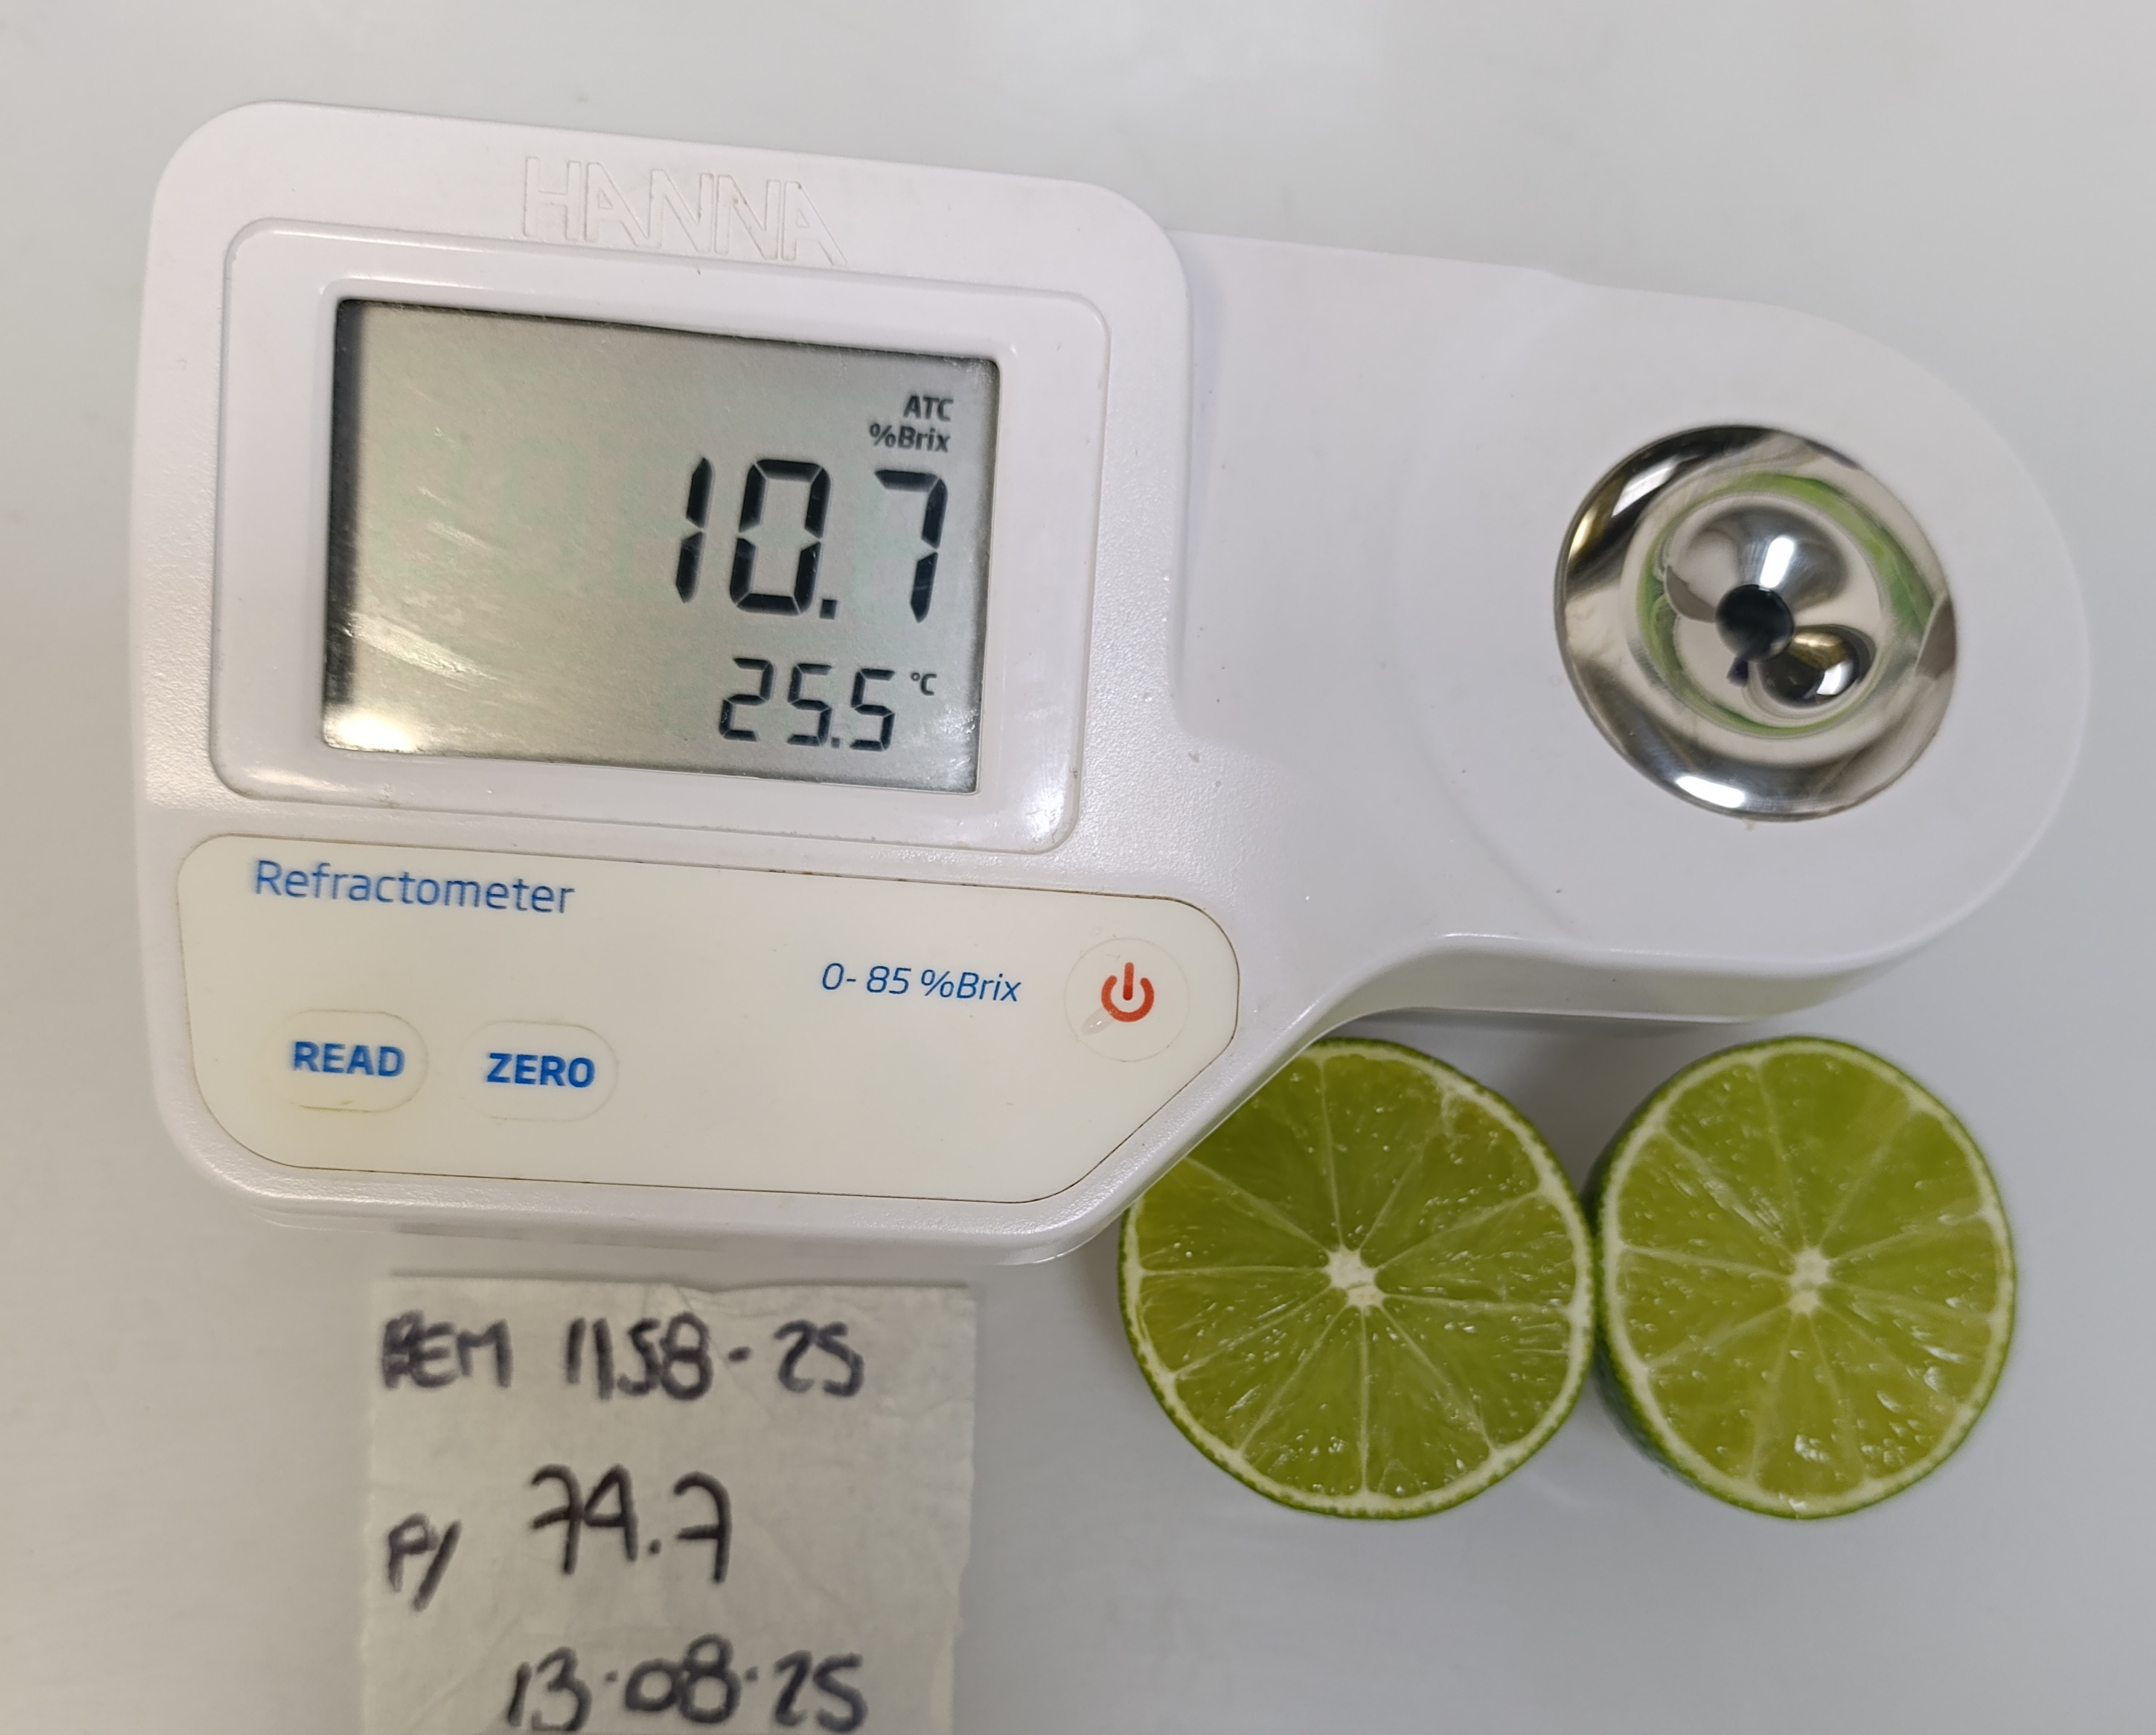 HANNA
ATC
%Brix
10.7
25.5 °C
Refractometer
0-85 %Brix
READ
ZERO
1158-25
P/ 74.7
13-08-25